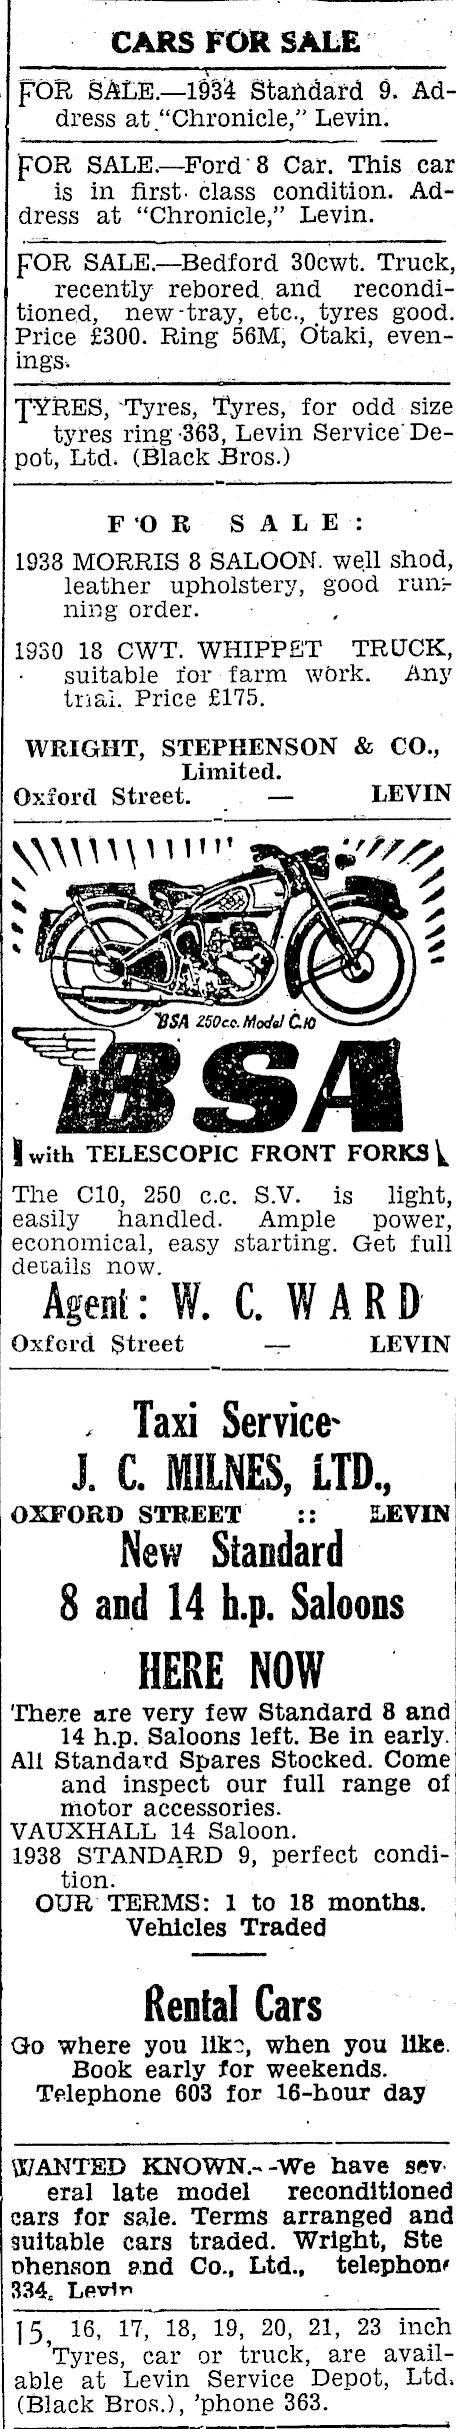 CARS FOR SALE
FOR SALE.—1934 Standard 9. Ad-
dress at "Chronicle," Levin.
FOR SALE.—Ford 8 Car. This car
is in first class condition. Ad-
dress at "Chronicle," Levin.
FOR SALE.—Bedford 30cwt. Truck,
recently rebored and recondi-
tioned, new tray, etc., tyres good.
Price £300. Ring 56M, Otaki, even-
ings.
TYRES, Tyres, Tyres, for odd size
tyres ring 363, Levin Service De-
pot, Ltd. (Black Bros.)
FOR SALE:
1938 MORRIS 8 SALOON. well shod,
leather upholstery, good run-
ning order.
1930 18 CWT. WHIPPET TRUCK,
suitable for farm work. Any
trial. Price £175.
WRIGHT, STEPHENSON & CO.,
Limited.
Oxford Street. — LEVIN
BSA 250cc. Model C.10
BSA
with TELESCOPIC FRONT FORKS
The C10, 250 c.c. S.V. is light,
easily handled. Ample power,
economical, easy starting. Get full
details now.
Agent: W. C. WARD
Oxford Street — LEVIN
Taxi Service
J. C. MILNES, LTD.,
OXFORD STREET :: LEVIN
New Standard
8 and 14 h.p. Saloons
HERE NOW
There are very few Standard 8 and
14 h.p. Saloons left. Be in early.
All Standard Spares Stocked. Come
and inspect our full range of
motor accessories.
VAUXHALL 14 Saloon.
1938 STANDARD 9, perfect condi-
tion.
OUR TERMS: 1 to 18 months.
Vehicles Traded
Rental Cars
Go where you like, when you like.
Book early for weekends.
Telephone 603 for 16-hour day
WANTED KNOWN.--We have sev-
eral late model reconditioned
cars for sale. Terms arranged and
suitable cars traded. Wright, Ste
phenson and Co., Ltd., telephone
334, Levin
15, 16, 17, 18, 19, 20, 21, 23 inch
Tyres, car or truck, are avail-
able at Levin Service Depot, Ltd.
(Black Bros.), 'phone 363.